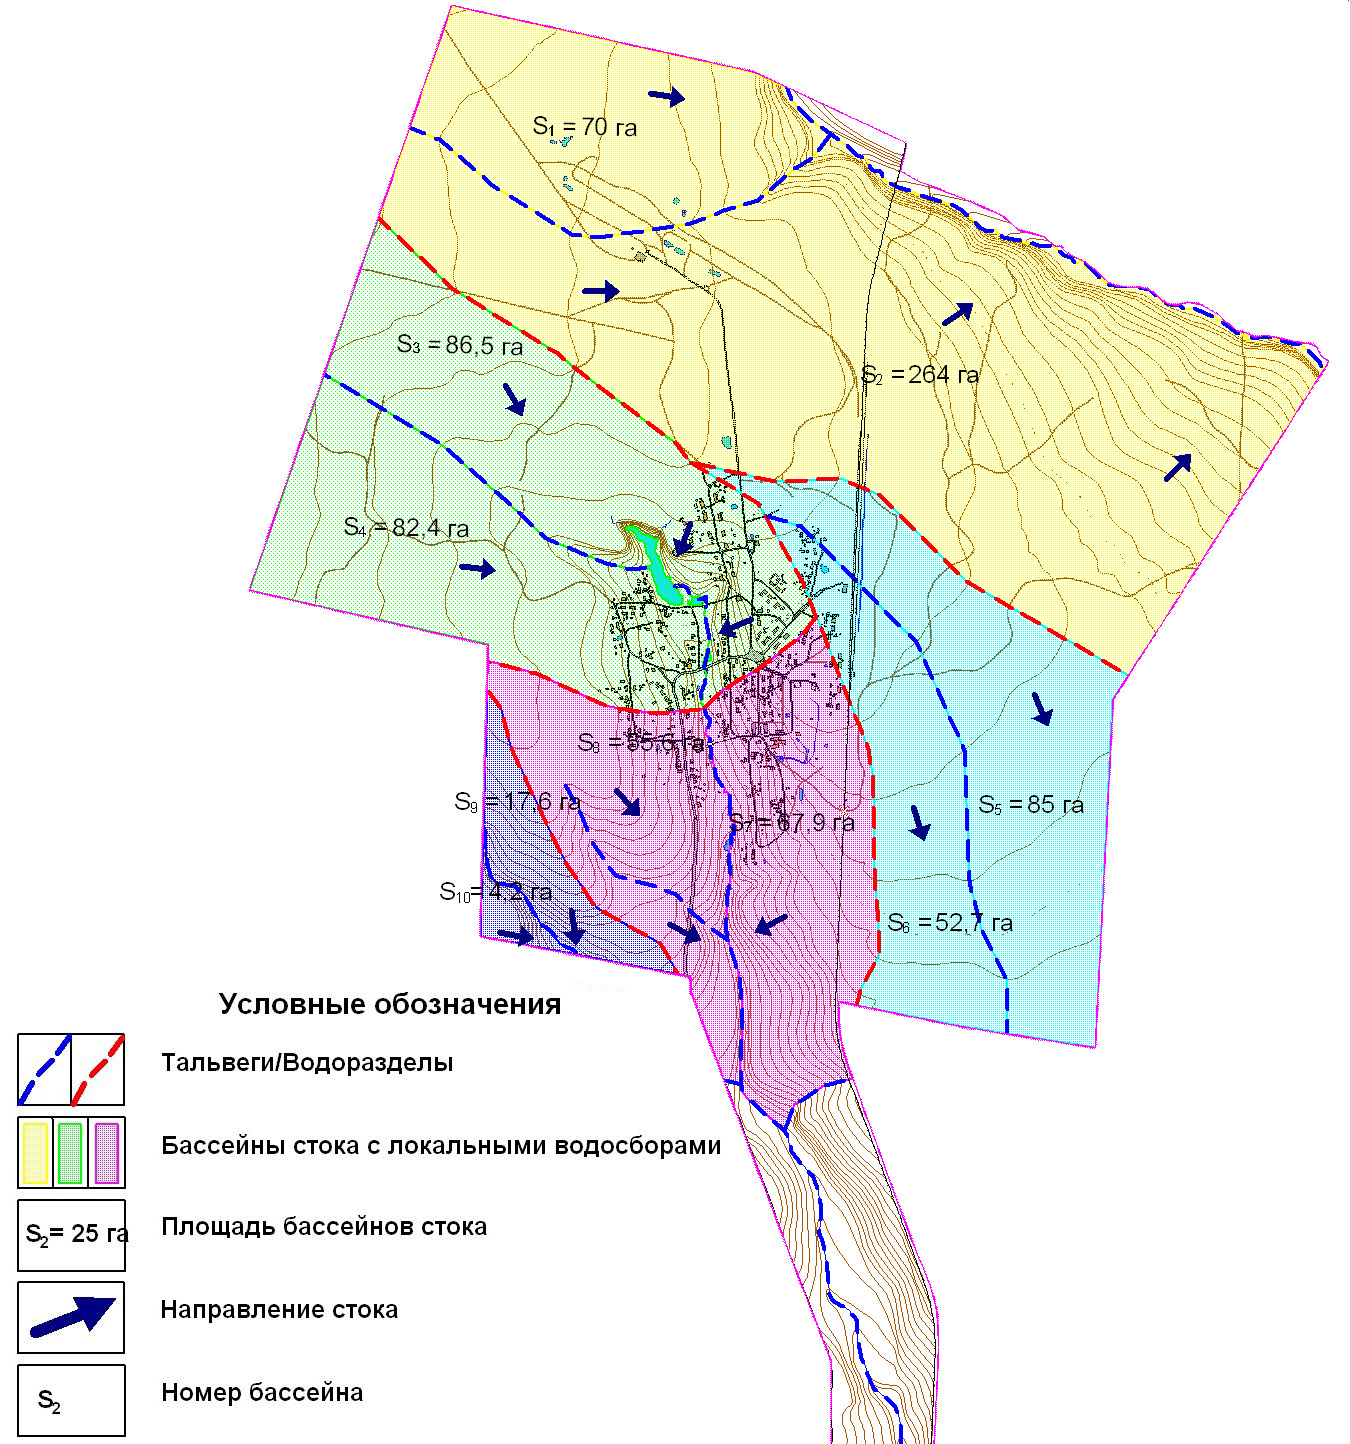 S₁ = 70 га
S₃ = 86,5 га
S₂ = 264 га
S₄ = 82,4 га
S₈ =
S₉ = 17,6 га
S₅ = 85 га
S₇ = 67,9 га
S₁₀= 4,2 га
S₆ = 52,7 га
Условные обозначения
Тальвеги/Водоразделы
Бассейны стока с локальными водосборами
S₂= 25 га
Площадь бассейнов стока
Направление стока
S₂
Номер бассейна